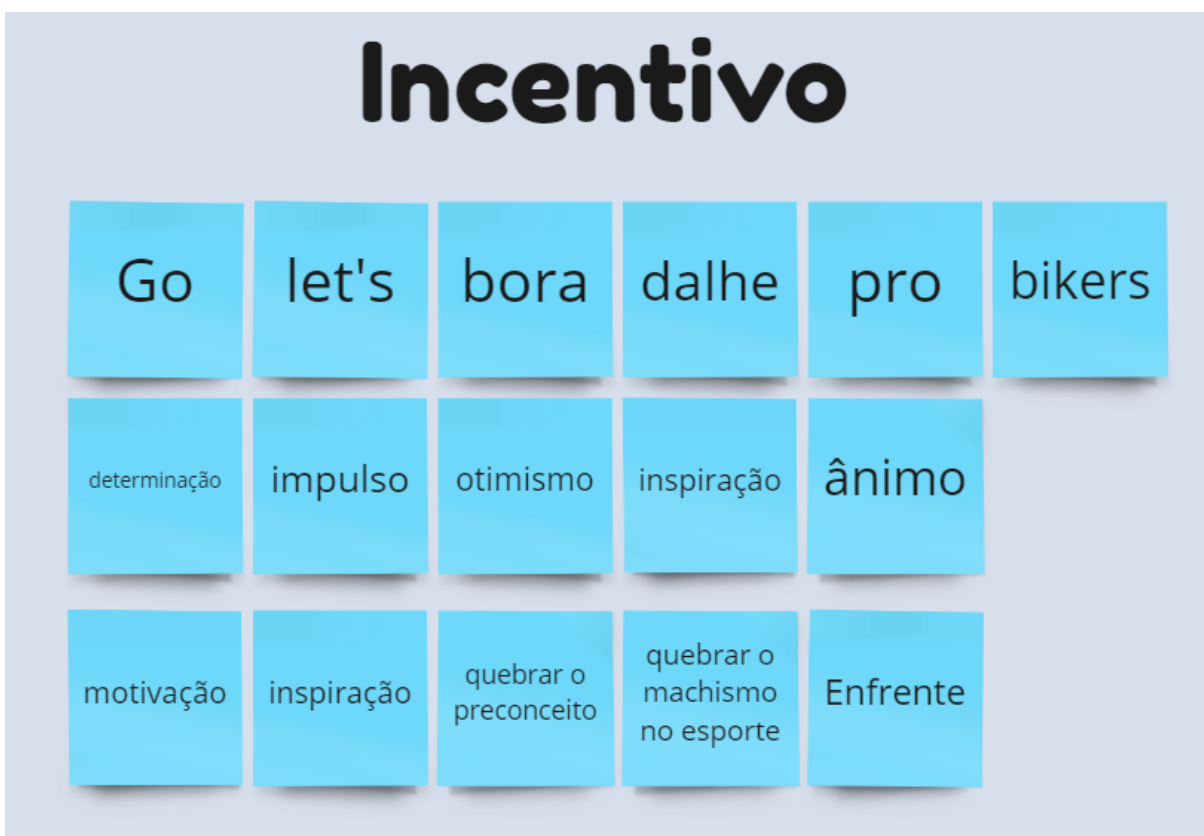 Incentivo
Go
let's
bora
dalhe
pro
bikers
determinação
impulso
otimismo
inspiração
ânimo
motivação
inspiração
quebrar o
preconceito
quebrar o
machismo
no esporte
Enfrente